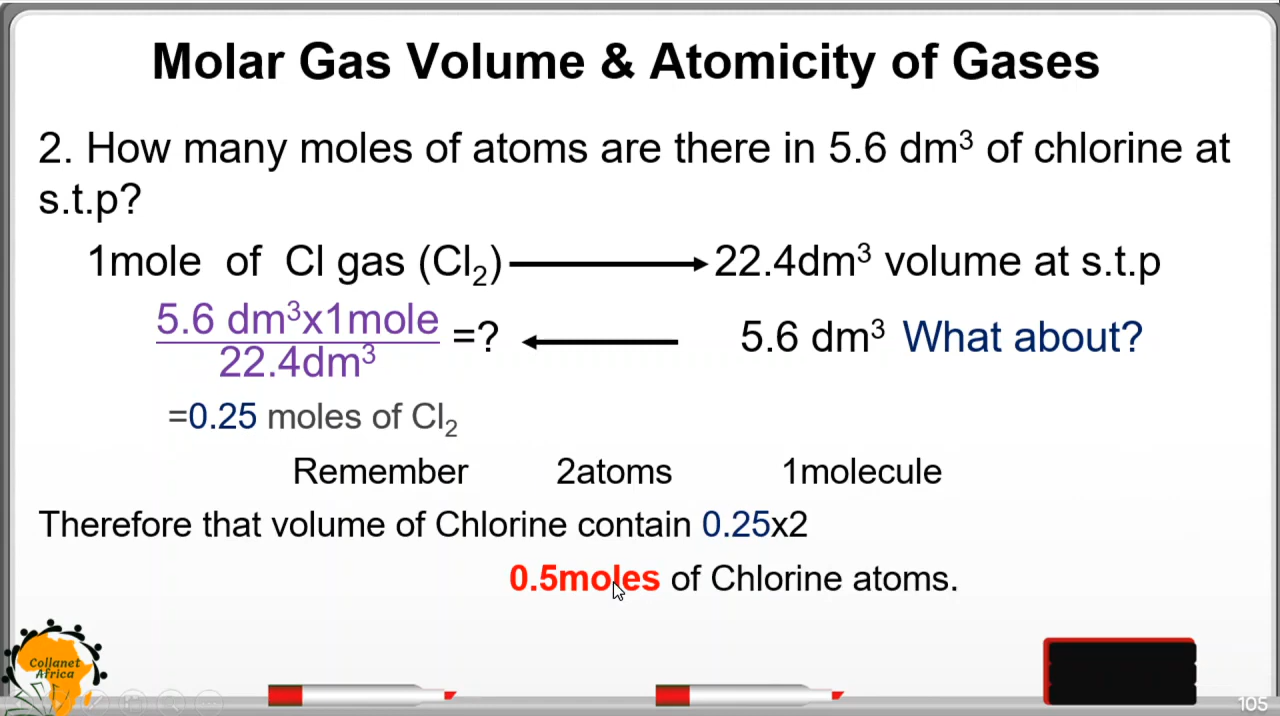 Molar Gas Volume & Atomicity of Gases
2. How many moles of atoms are there in 5.6 dm³ of chlorine at
s.t.p?
1mole of Cl gas (Cl₂) 22.4dm³ volume at s.t.p
5.6 dm³x1mole
22.4dm³
=? 5.6 dm³ What about?
=0.25 moles of Cl₂
Remember 2atoms 1molecule
Therefore that volume of Chlorine contain 0.25x2
0.5moles of Chlorine atoms.
Collanet
Africa
105